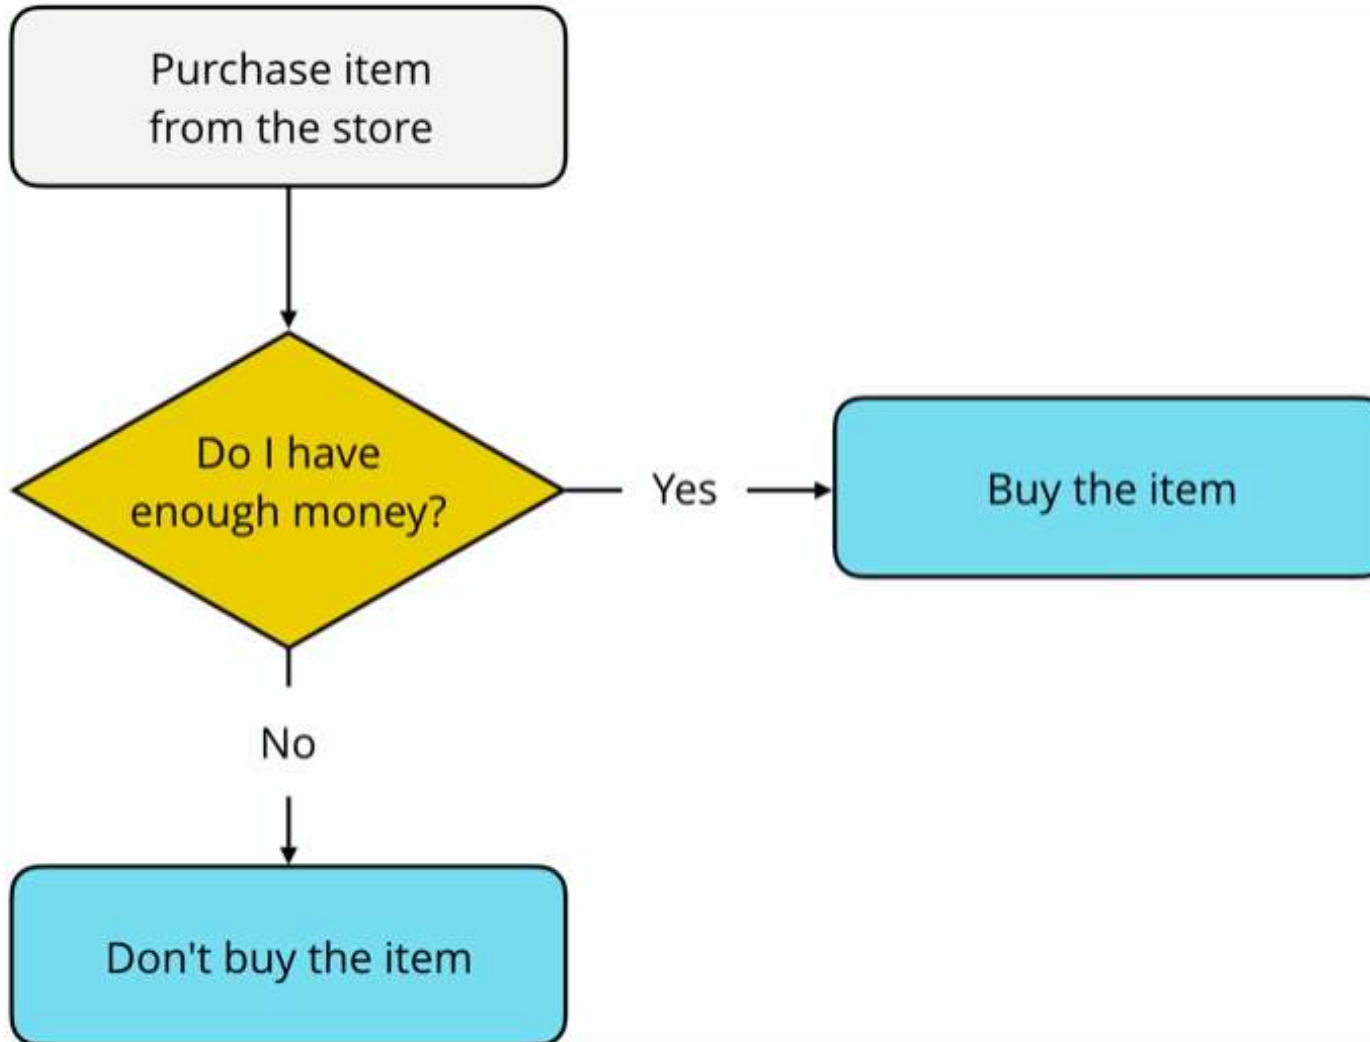 Purchase item
from the store
Do I have
enough money?
Yes
Buy the item
No
Don't buy the item